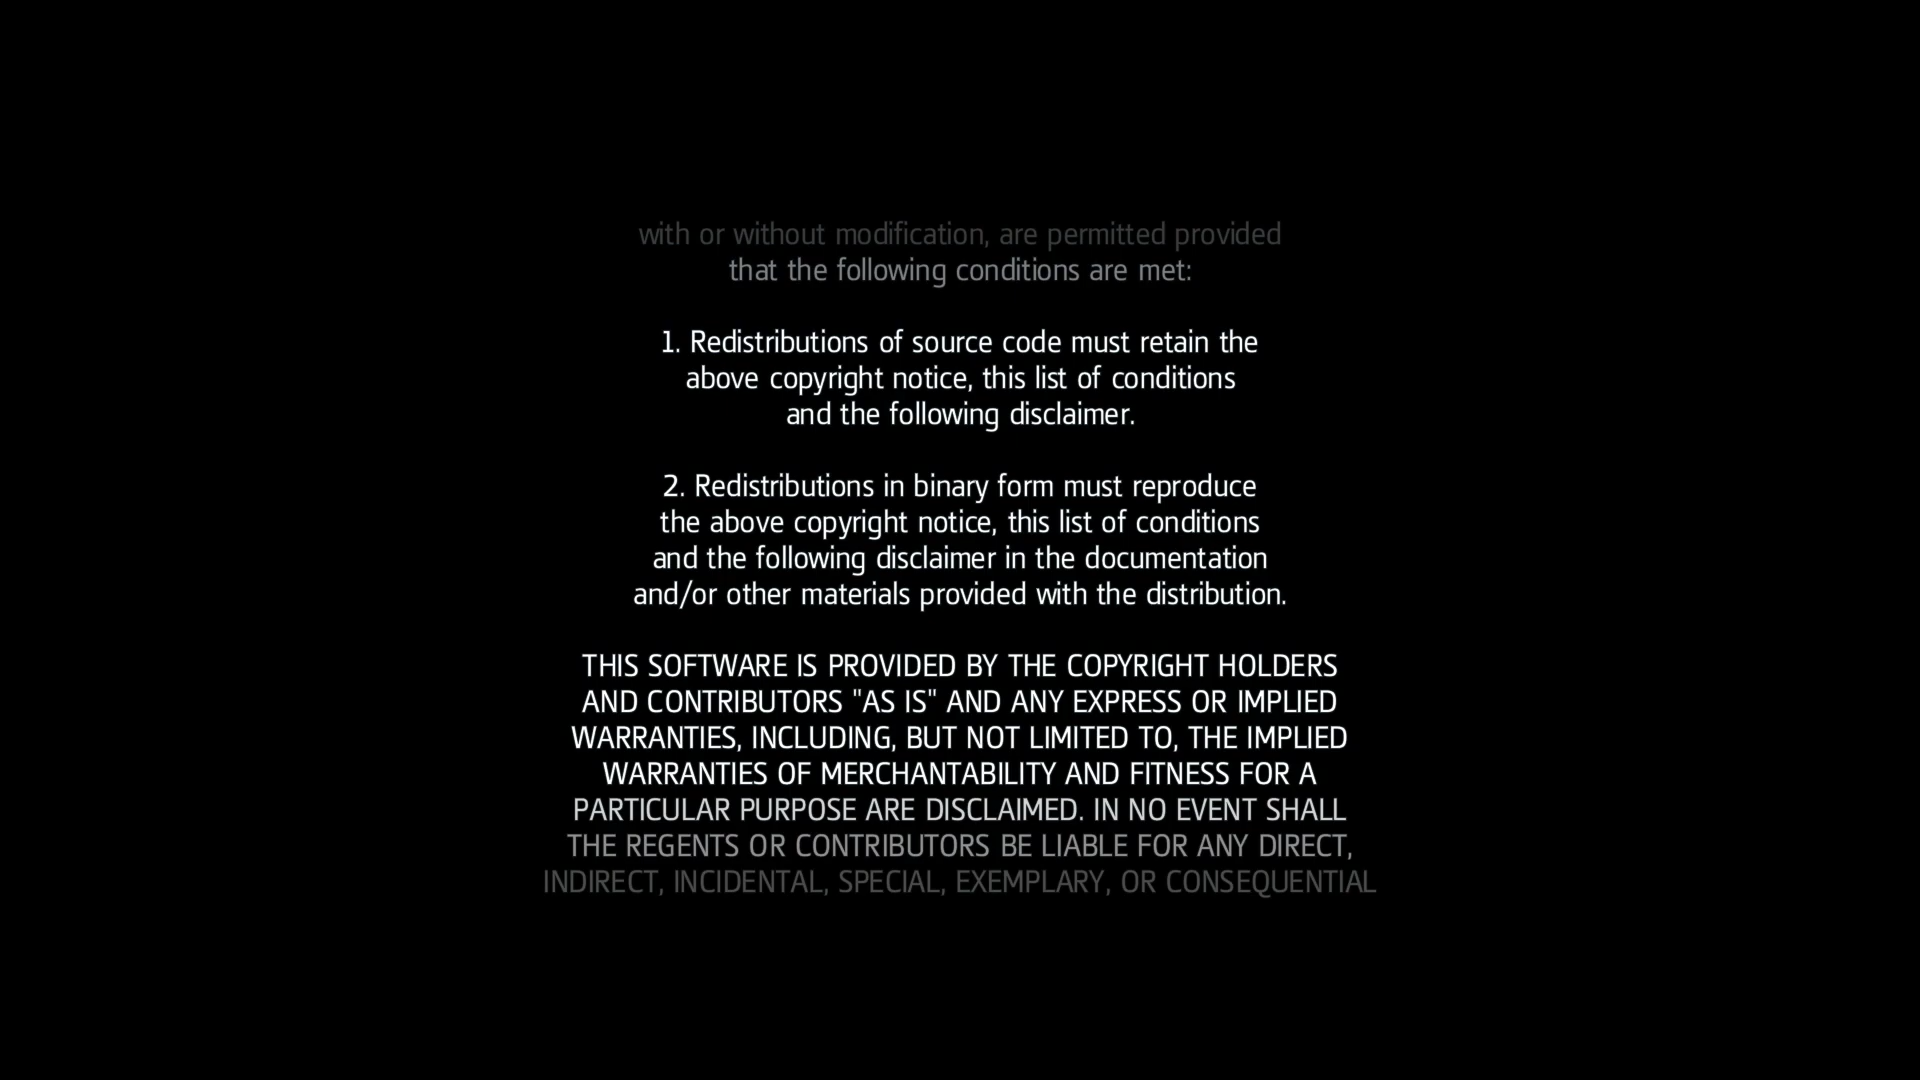 with or without modification, are permitted provided
that the following conditions are met:
1. Redistributions of source code must retain the
above copyright notice, this list of conditions
and the following disclaimer.
2. Redistributions in binary form must reproduce
the above copyright notice, this list of conditions
and the following disclaimer in the documentation
and/or other materials provided with the distribution.
THIS SOFTWARE IS PROVIDED BY THE COPYRIGHT HOLDERS
AND CONTRIBUTORS "AS IS" AND ANY EXPRESS OR IMPLIED
WARRANTIES, INCLUDING, BUT NOT LIMITED TO, THE IMPLIED
WARRANTIES OF MERCHANTABILITY AND FITNESS FOR A
PARTICULAR PURPOSE ARE DISCLAIMED. IN NO EVENT SHALL
THE REGENTS OR CONTRIBUTORS BE LIABLE FOR ANY DIRECT,
INDIRECT, INCIDENTAL, SPECIAL, EXEMPLARY, OR CONSEQUENTIAL